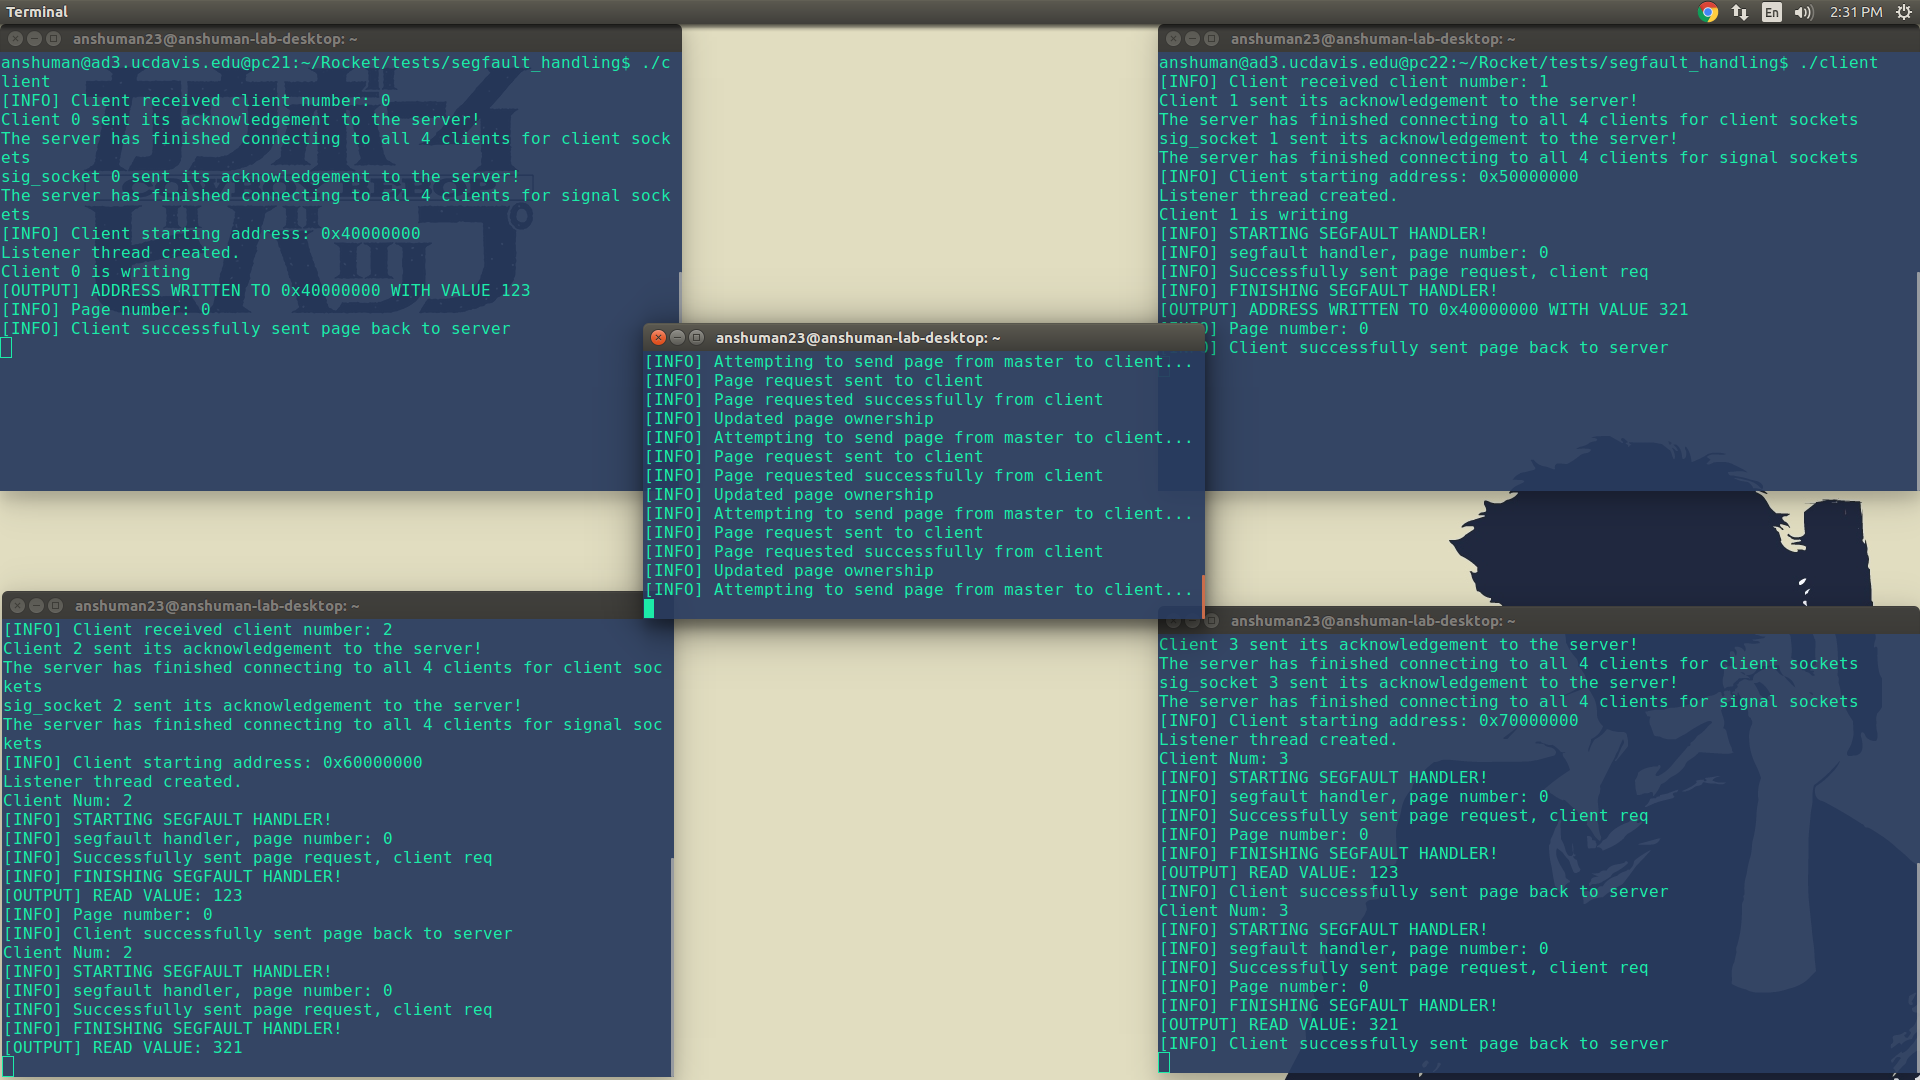 Terminal
En
2:31 PM
anshuman23@anshuman-lab-desktop: ~
anshuman@ad3.ucdavis.edu@pc21:~/Rocket/tests/segfault_handling$ ./c
lient
[INFO] Client received client number: 0
Client 0 sent its acknowledgement to the server!
The server has finished connecting to all 4 clients for client sock
ets
sig_socket 0 sent its acknowledgement to the server!
The server has finished connecting to all 4 clients for signal sock
ets
[INFO] Client starting address: 0x40000000
Listener thread created.
Client 0 is writing
[OUTPUT] ADDRESS WRITTEN TO 0x40000000 WITH VALUE 123
[INFO] Page number: 0
[INFO] Client successfully sent page back to server
anshuman23@anshuman-lab-desktop: ~
anshuman@ad3.ucdavis.edu@pc22:~/Rocket/tests/segfault_handling$ ./client
[INFO] Client received client number: 1
Client 1 sent its acknowledgement to the server!
The server has finished connecting to all 4 clients for client sockets
sig_socket 1 sent its acknowledgement to the server!
The server has finished connecting to all 4 clients for signal sockets
[INFO] Client starting address: 0x50000000
Listener thread created.
Client 1 is writing
[INFO] STARTING SEGFAULT HANDLER!
[INFO] segfault handler, page number: 0
[INFO] Successfully sent page request, client req
[INFO] FINISHING SEGFAULT HANDLER!
[OUTPUT] ADDRESS WRITTEN TO 0x40000000 WITH VALUE 321
] Page number: 0
] Client successfully sent page back to server
anshuman23@anshuman-lab-desktop: ~
[INFO] Attempting to send page from master to client...
[INFO] Page request sent to client
[INFO] Page requested successfully from client
[INFO] Updated page ownership
[INFO] Attempting to send page from master to client...
[INFO] Page request sent to client
[INFO] Page requested successfully from client
[INFO] Updated page ownership
[INFO] Attempting to send page from master to client...
[INFO] Page request sent to client
[INFO] Page requested successfully from client
[INFO] Updated page ownership
[INFO] Attempting to send page from master to client...
anshuman23@anshuman-lab-desktop: ~
[INFO] Client received client number: 2
Client 2 sent its acknowledgement to the server!
The server has finished connecting to all 4 clients for client soc
kets
sig_socket 2 sent its acknowledgement to the server!
The server has finished connecting to all 4 clients for signal soc
kets
[INFO] Client starting address: 0x60000000
Listener thread created.
Client Num: 2
[INFO] STARTING SEGFAULT HANDLER!
[INFO] segfault handler, page number: 0
[INFO] Successfully sent page request, client req
[INFO] FINISHING SEGFAULT HANDLER!
[OUTPUT] READ VALUE: 123
[INFO] Page number: 0
[INFO] Client successfully sent page back to server
Client Num: 2
[INFO] STARTING SEGFAULT HANDLER!
[INFO] segfault handler, page number: 0
[INFO] Successfully sent page request, client req
[INFO] FINISHING SEGFAULT HANDLER!
[OUTPUT] READ VALUE: 321
anshuman23@anshuman-lab-desktop: ~
Client 3 sent its acknowledgement to the server!
The server has finished connecting to all 4 clients for client sockets
sig_socket 3 sent its acknowledgement to the server!
The server has finished connecting to all 4 clients for signal sockets
[INFO] Client starting address: 0x70000000
Listener thread created.
Client Num: 3
[INFO] STARTING SEGFAULT HANDLER!
[INFO] segfault handler, page number: 0
[INFO] Successfully sent page request, client req
[INFO] Page number: 0
[INFO] FINISHING SEGFAULT HANDLER!
[OUTPUT] READ VALUE: 123
[INFO] Client successfully sent page back to server
Client Num: 3
[INFO] STARTING SEGFAULT HANDLER!
[INFO] segfault handler, page number: 0
[INFO] Successfully sent page request, client req
[INFO] Page number: 0
[INFO] FINISHING SEGFAULT HANDLER!
[OUTPUT] READ VALUE: 321
[INFO] Client successfully sent page back to server